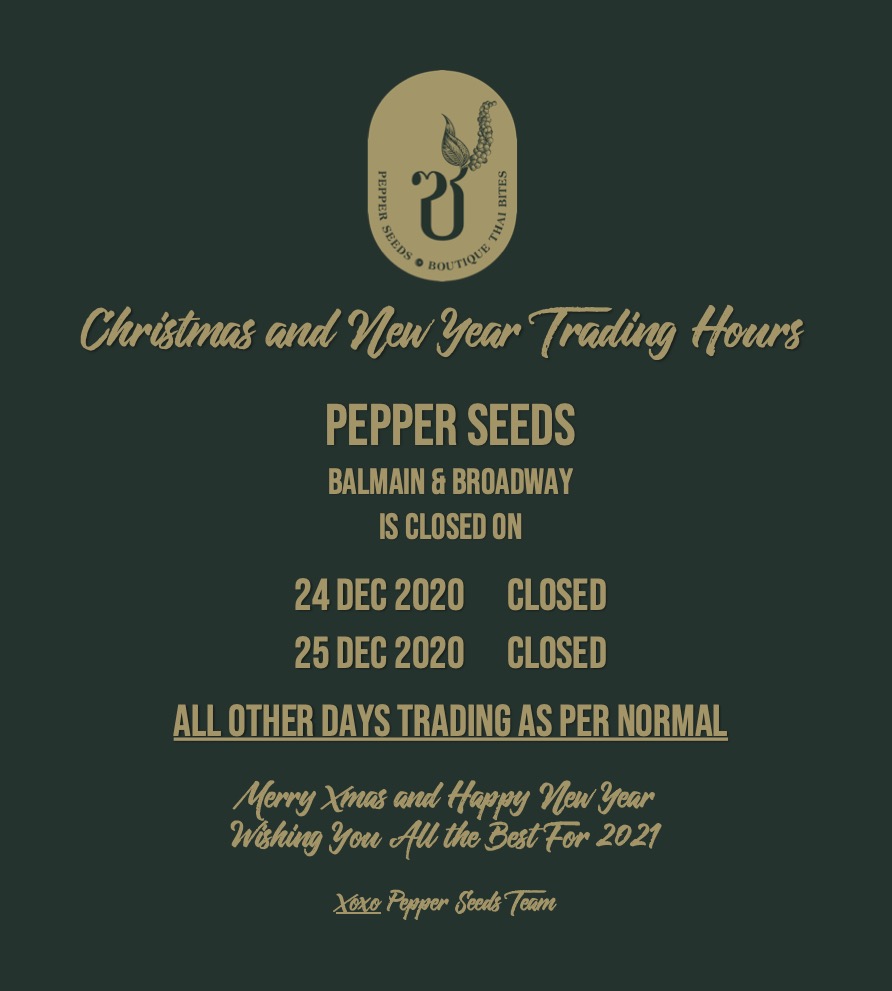 ช
PEPPER SEEDS • BOUTIQUE THAI BITES
Christmas and New Year Trading Hours
PEPPER SEEDS
BALMAIN & BROADWAY
IS CLOSED ON
24 DEC 2020 CLOSED
25 DEC 2020 CLOSED
ALL OTHER DAYS TRADING AS PER NORMAL
Merry Xmas and Happy New Year
Wishing You All the Best For 2021
Xoxo Pepper Seeds Team